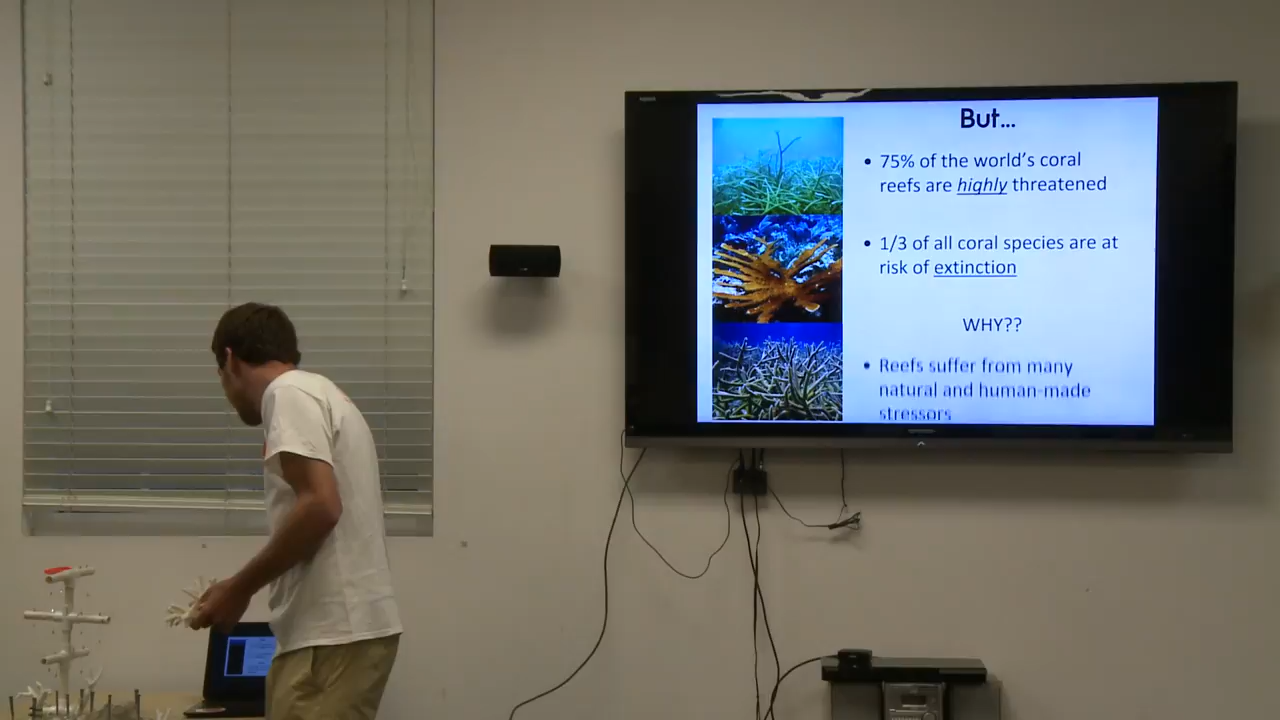 But...
• 75% of the world's coral
reefs are highly threatened
• 1/3 of all coral species are at
risk of extinction
WHY??
• Reefs suffer from many
natural and human-made
stressors